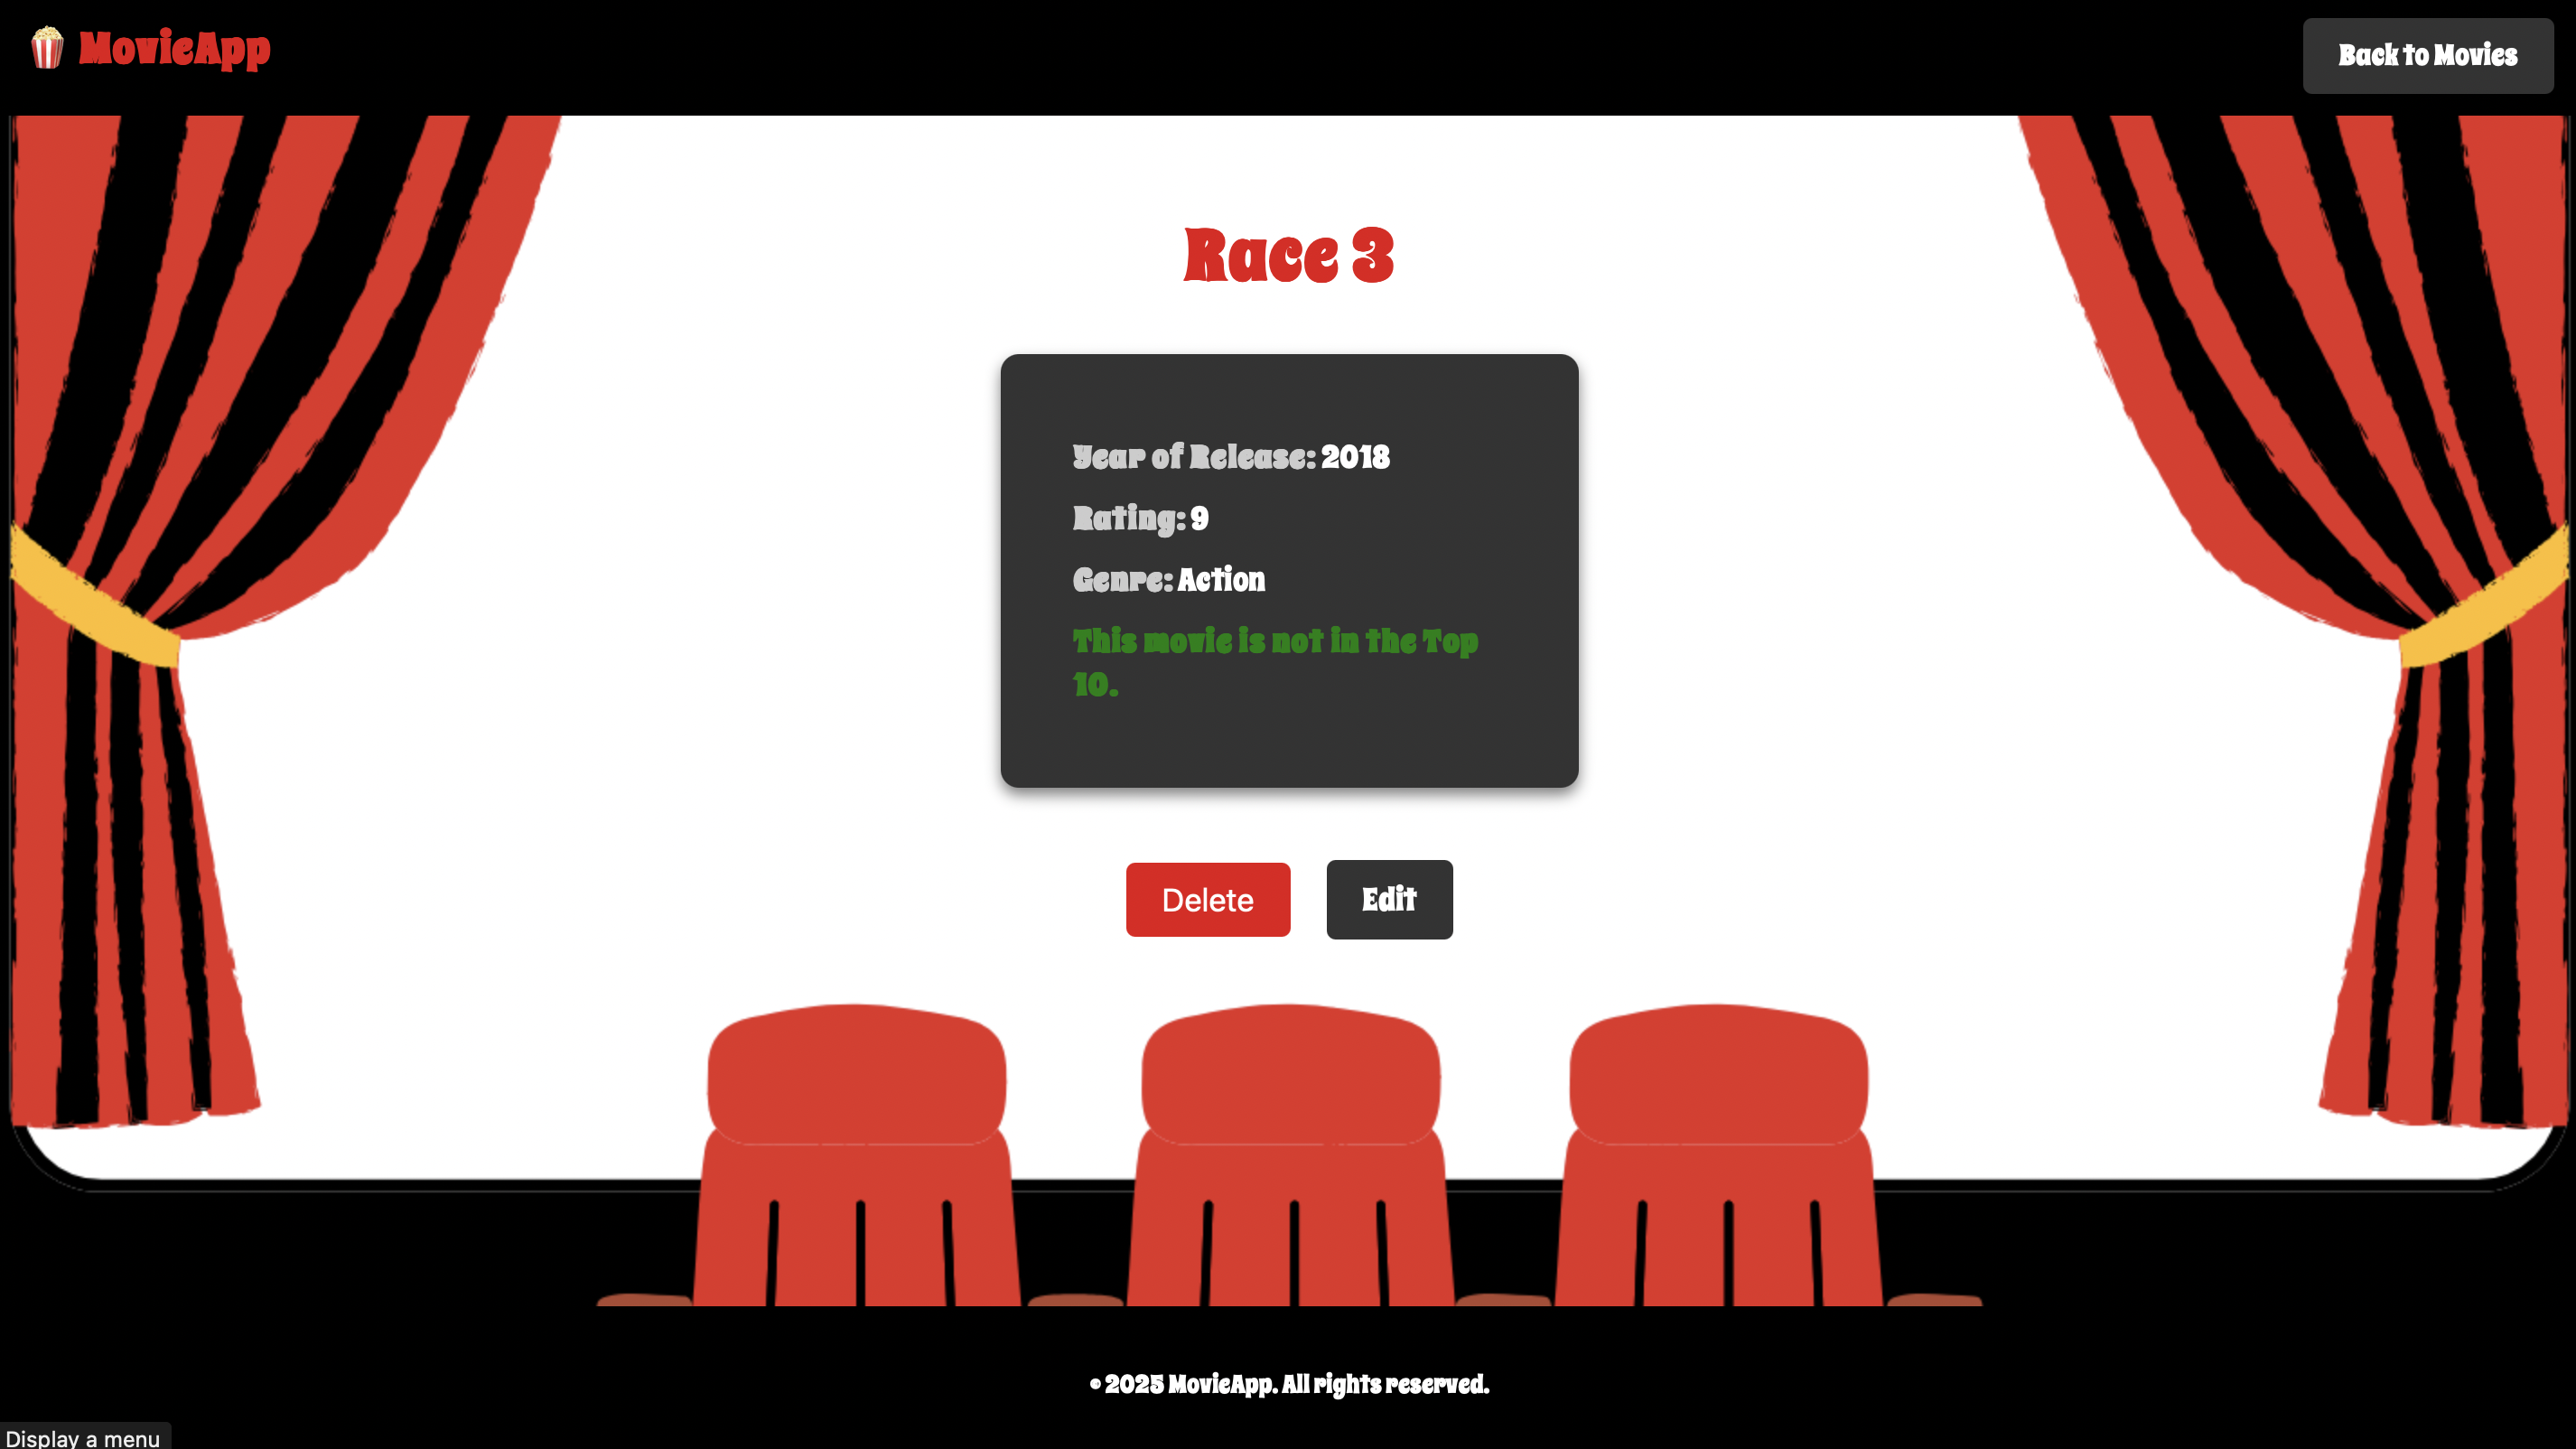 MovieApp
Back to Movies
Race 3
Year of Release: 2018
Rating: 9
Genre: Action
This movie is not in the Top
10.
Delete
Edit
© 2025 MovieApp. All rights reserved.
Display a menu